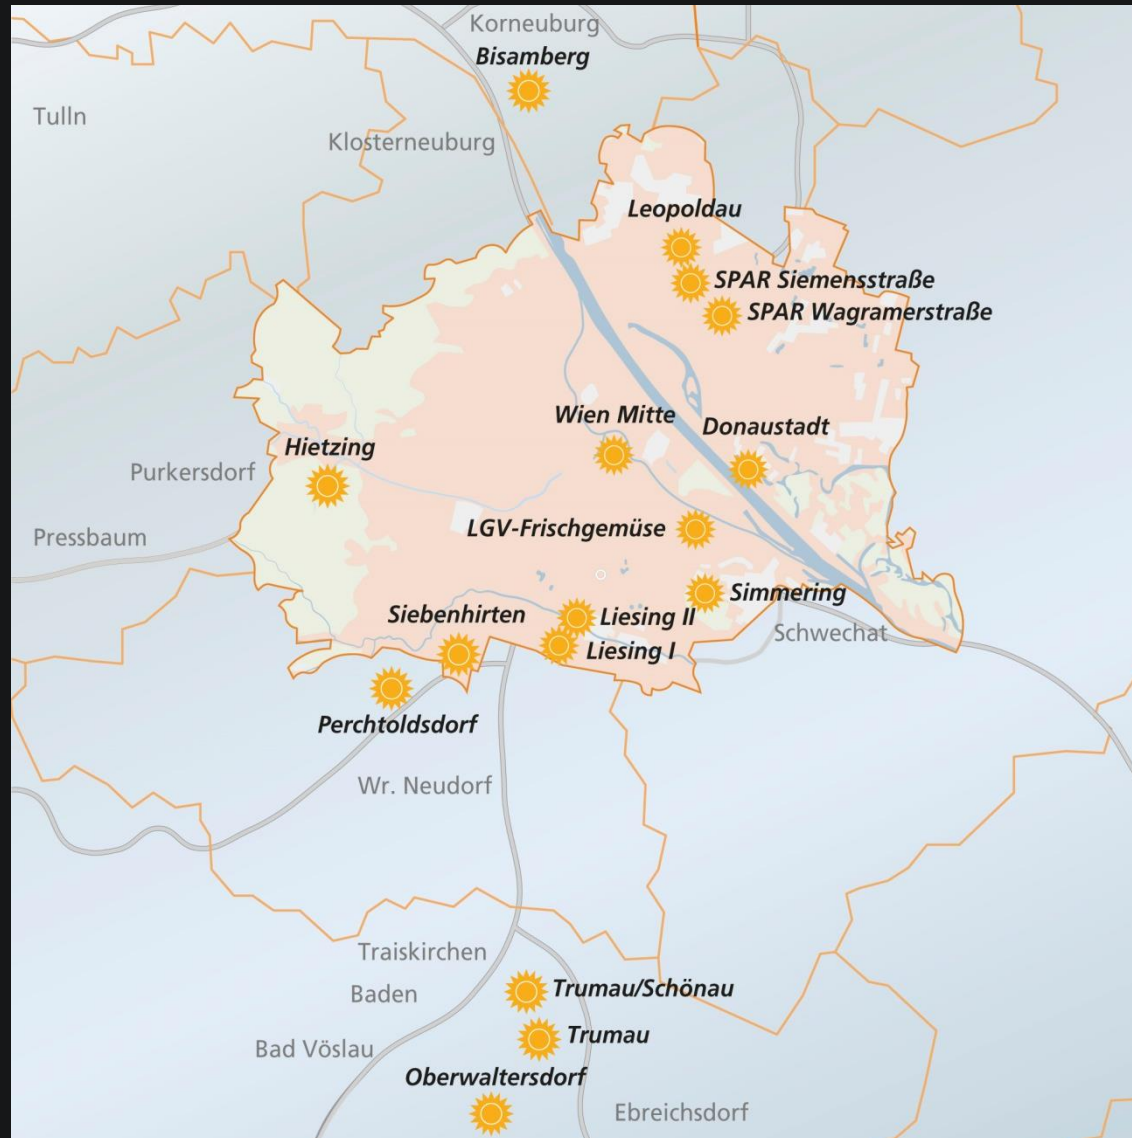 Korneuburg
Bisamberg
Tulln
Klosterneuburg
Leopoldau
SPAR Siemensstraße
SPAR Wagramerstraße
Wien Mitte
Donaustadt
Hietzing
Purkersdorf
LGV-Frischgemüse
Pressbaum
Simmering
Siebenhirten
Liesing II
Schwechat
Liesing I
Perchtoldsdorf
Wr. Neudorf
Traiskirchen
Trumau/Schönau
Baden
Trumau
Bad Vöslau
Oberwaltersdorf
Ebreichsdorf